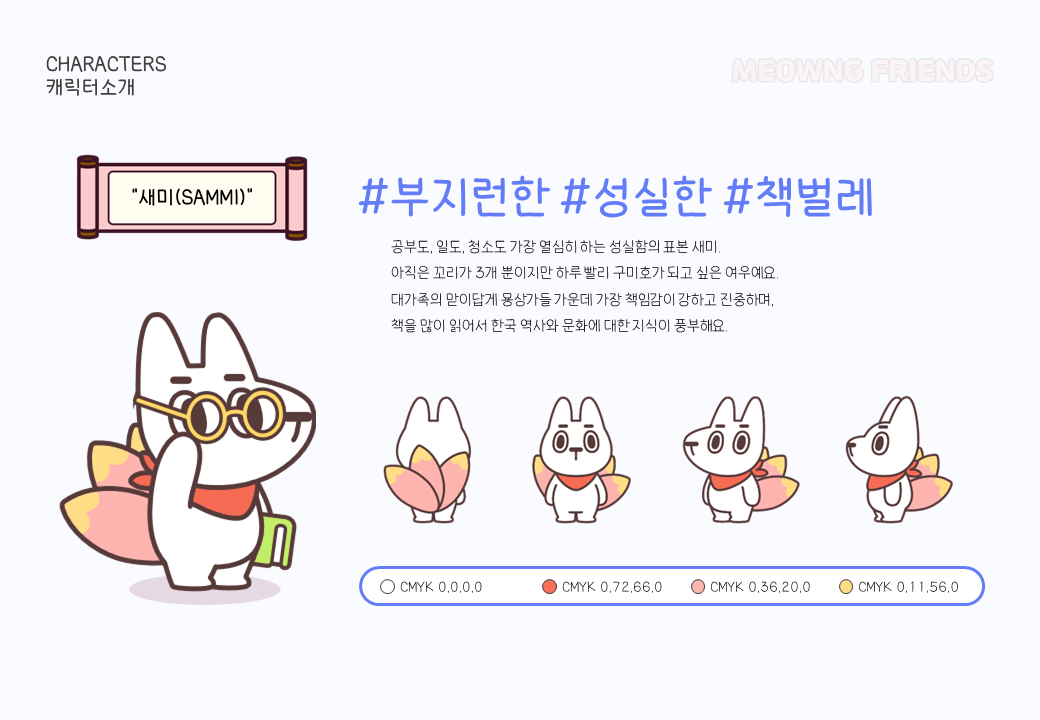 CHARACTERS
캐릭터소개
MEOWNG FRIENDS
"새미(SAMMI)"
#부지런한 #성실한 #책벌레
공부도, 일도, 청소도 가장 열심히 하는 성실함의 표본 새미.
아직은 꼬리가 3개 뿐이지만 하루 빨리 구미호가 되고 싶은 여우예요.
대가족의 맏이답게 몽상가들 가운데 가장 책임감이 강하고 진중하며,
책을 많이 읽어서 한국 역사와 문화에 대한 지식이 풍부해요.
CMYK 0,0,0,0
CMYK 0,72,66,0
CMYK 0,36,20,0
CMYK 0,11,56,0